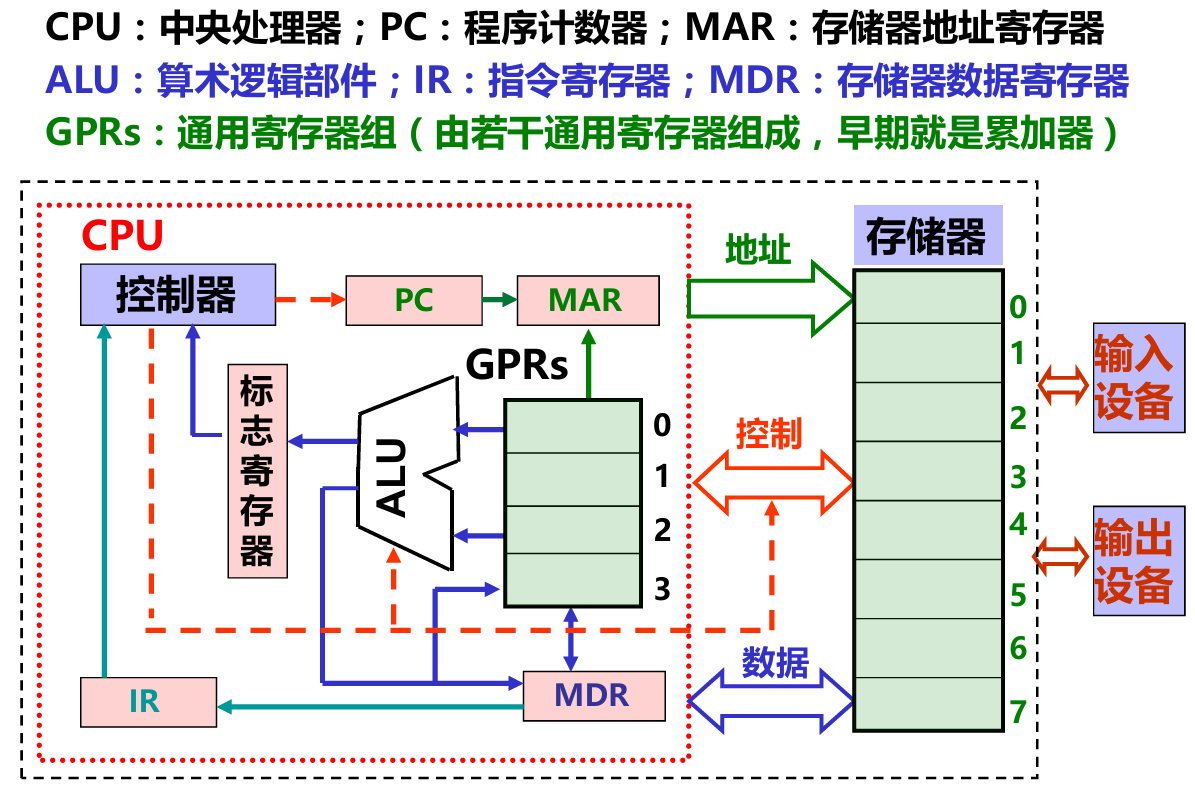 CPU：中央处理器；PC：程序计数器；MAR：存储器地址寄存器
ALU：算术逻辑部件；IR：指令寄存器；MDR：存储器数据寄存器
GPRs：通用寄存器组（由若干通用寄存器组成，早期就是累加器）
CPU
控制器
PC
MAR
地址
存储器
GPRs
标志寄存器
ALU
0
1
2
3
控制
0
1
2
3
4
5
6
7
输入
设备
输出
设备
IR
MDR
数据